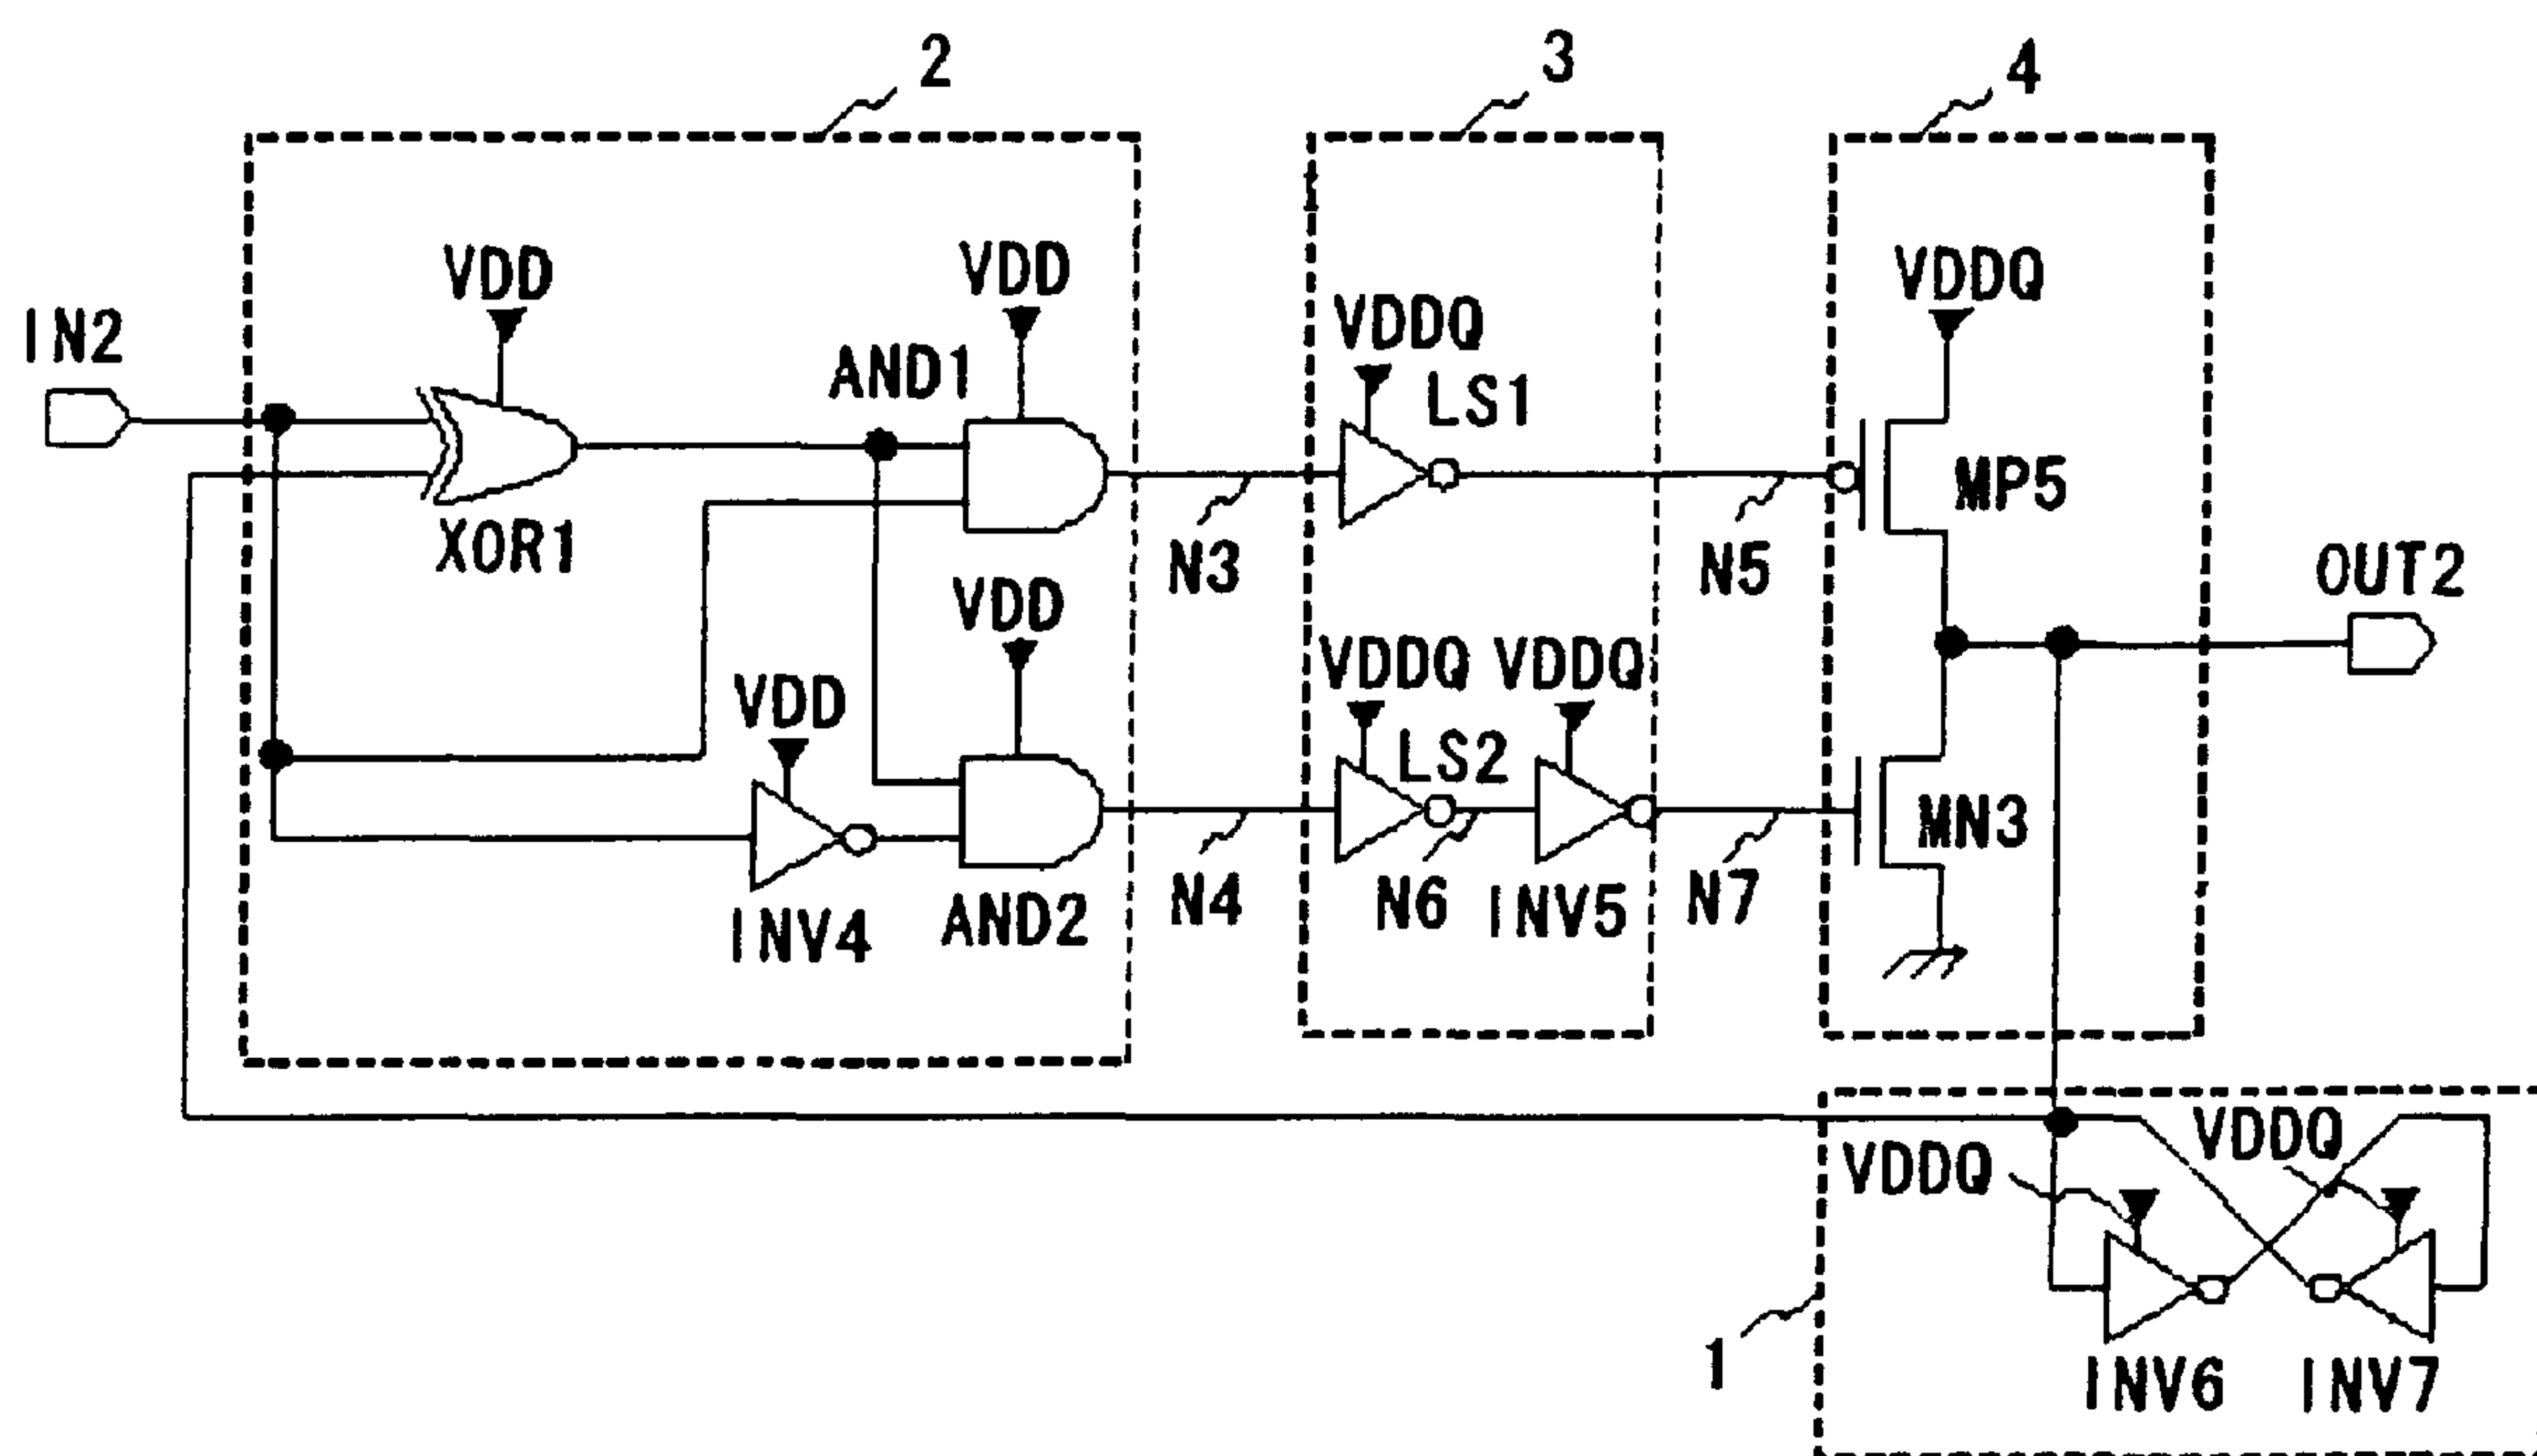 2
3
4
VDD
VDD
VDDQ
IN2
VDDQ
AND1
LS1
MP5
XOR1
N3
N5
OUT2
VDD
VDDQ
VDDQ
VDD
LS2
MN3
N4
N6
INV5
N7
INV4
AND2
VDDQ
VDDQ
1
INV6
INV7